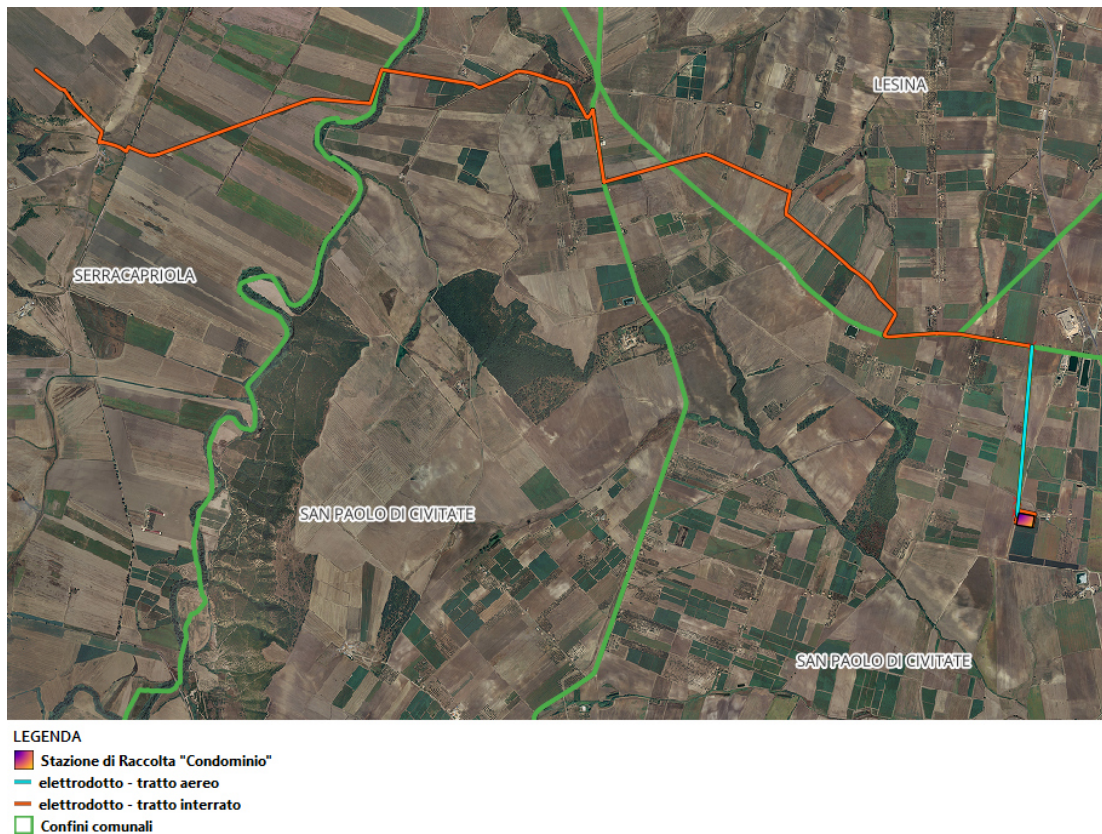 LESINA
SERRACAPRIOLA
SAN PAOLO DI CIVITATE
SAN PAOLO DI CIVITATE
LEGENDA
Stazione di Raccolta "Condominio"
elettrodotto - tratto aereo
elettrodotto - tratto interrato
Confini comunali